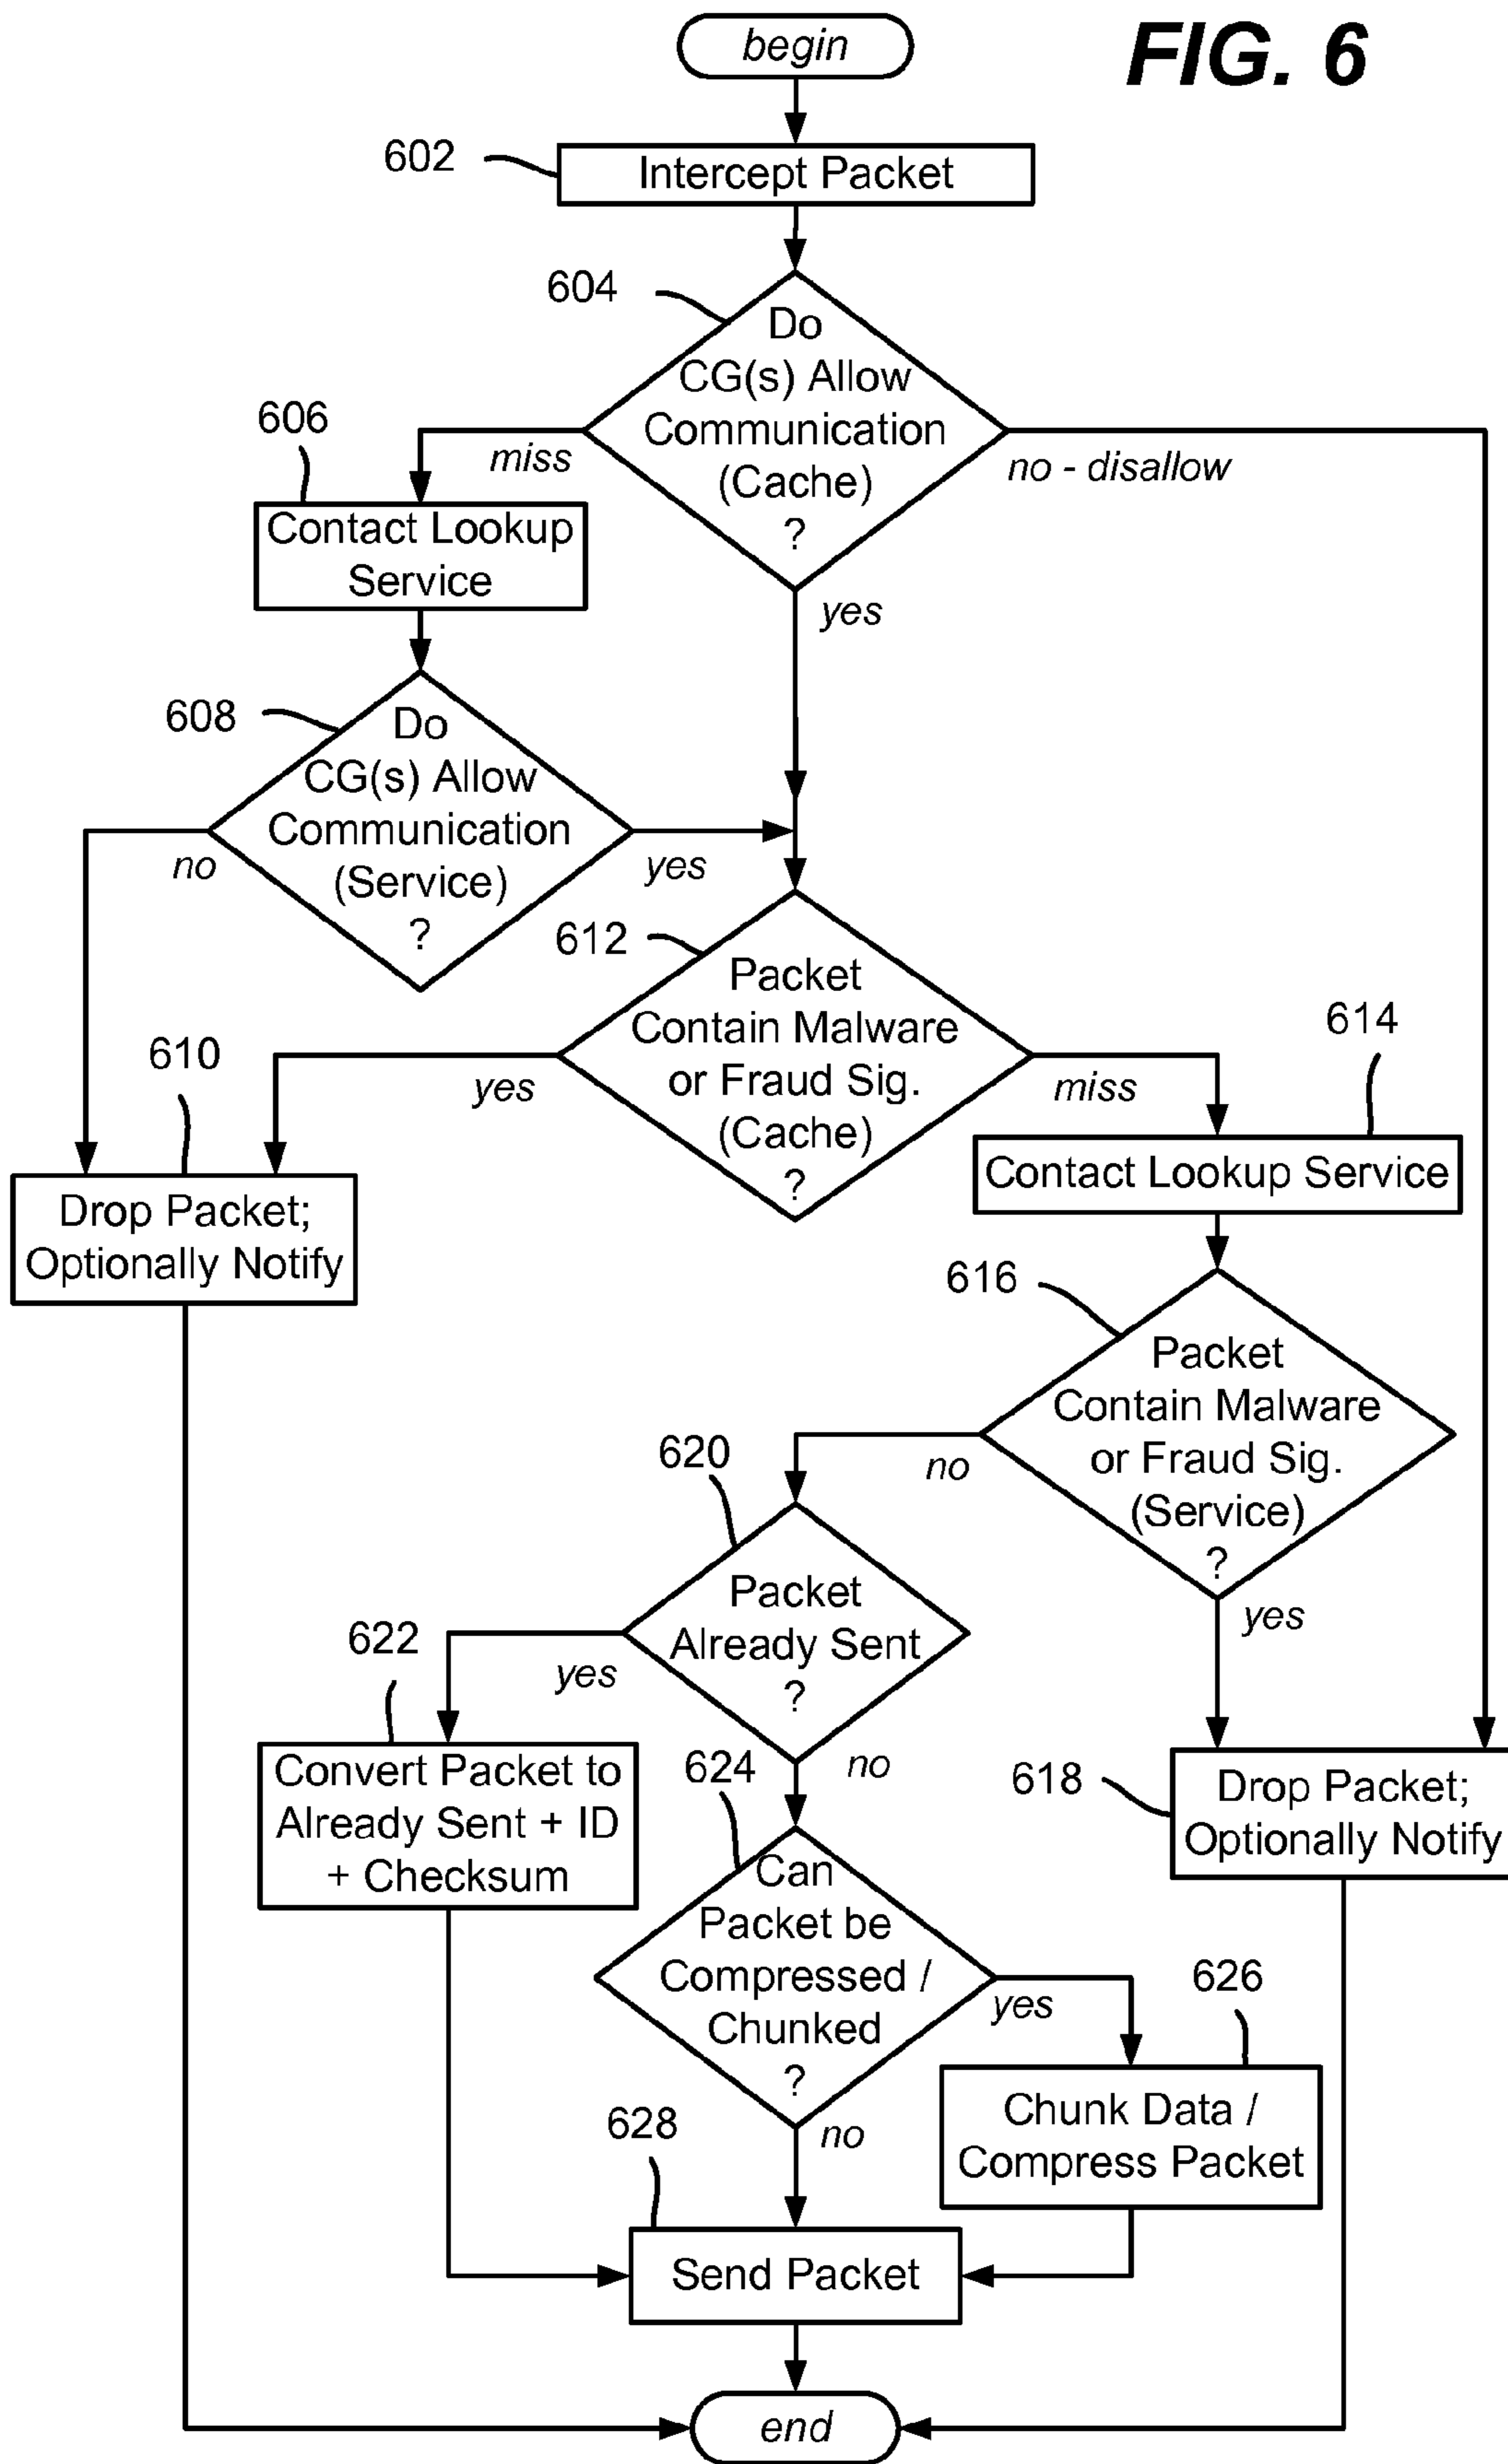 begin
FIG. 6
602
Intercept Packet
604
Do
CG(s) Allow
Communication
(Cache)
?
606
miss
no - disallow
Contact Lookup
Service
yes
608
Do
CG(s) Allow
Communication
(Service)
?
no
yes
612
Packet
Contain Malware
or Fraud Sig.
(Cache)
?
610
yes
miss
614
Drop Packet;
Optionally Notify
Contact Lookup Service
616
Packet
Contain Malware
or Fraud Sig.
(Service)
?
no
yes
620
Packet
Already Sent
?
622
yes
no
Convert Packet to
Already Sent + ID
+ Checksum
618
Drop Packet;
Optionally Notify
624
Can
Packet be
Compressed /
Chunked
?
yes
no
626
Chunk Data /
Compress Packet
628
Send Packet
end